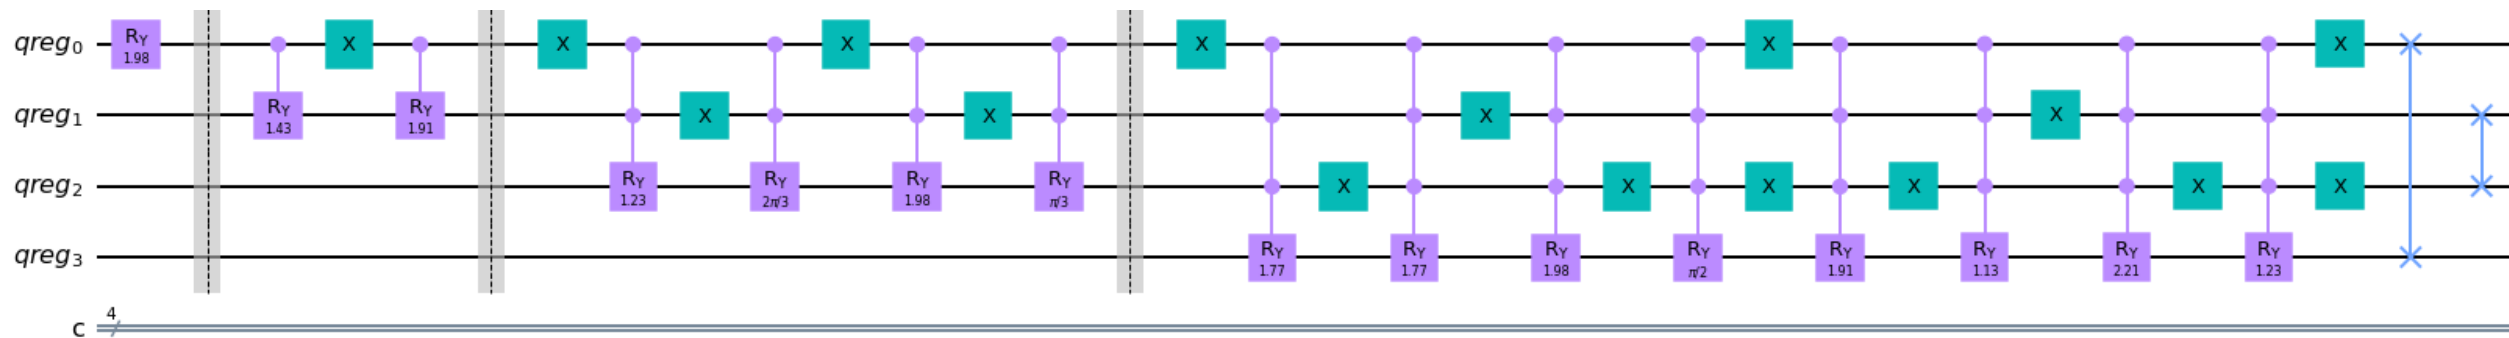 qreg0 RY 1.98 X X X X X X
RY 1.43 RY 1.91
qreg1 X X X X
qreg2 RY 1.23 RY 2π/3 RY 1.98 RY π/3 X X X X X X
qreg3 RY 1.77 RY 1.77 RY 1.98 RY π/2 RY 1.91 RY 1.13 RY 2.21 RY 1.23
4
c